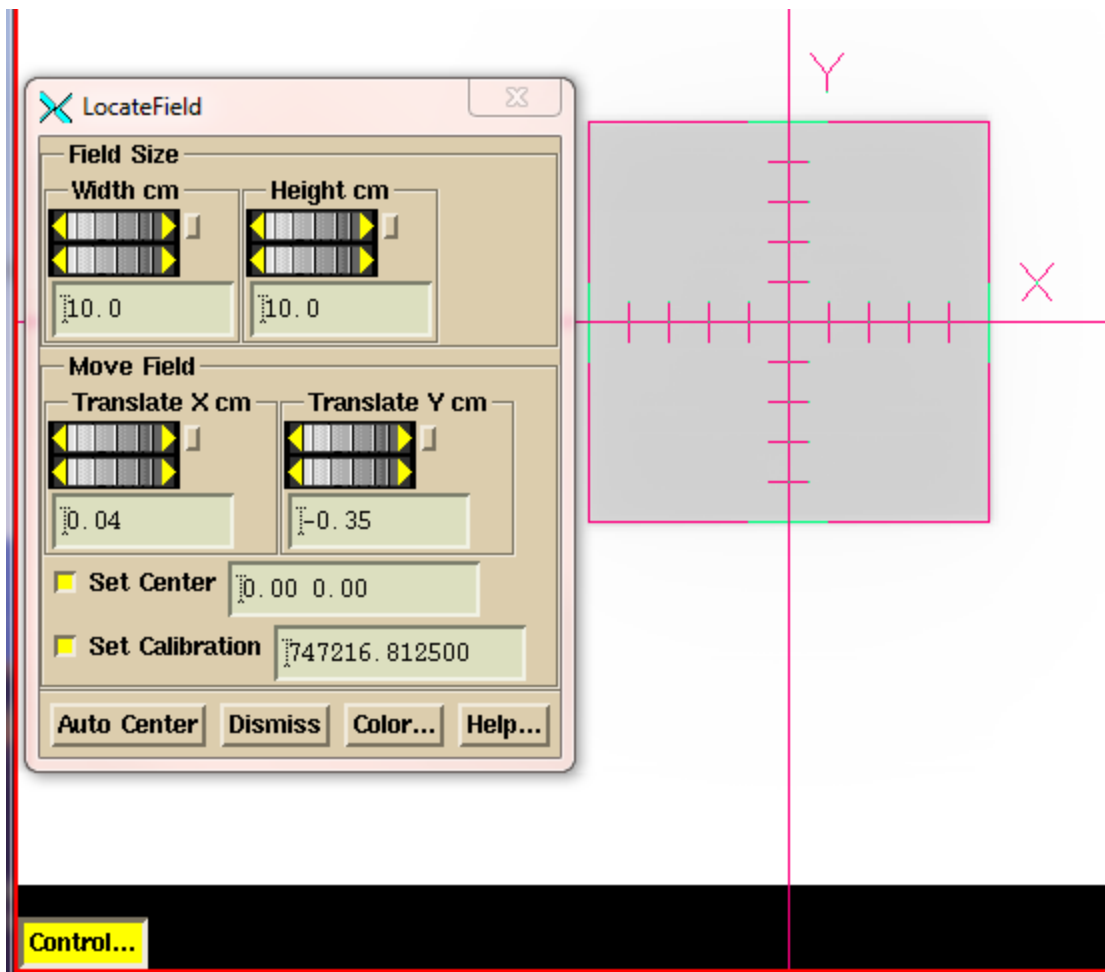 LocateField
Field Size
Width cm Height cm
10.0 10.0
Move Field
Translate X cm Translate Y cm
0.04 -0.35
Set Center 0.00 0.00
Set Calibration 747216.812500
Auto Center Dismiss Color... Help...
Y
X
Control...